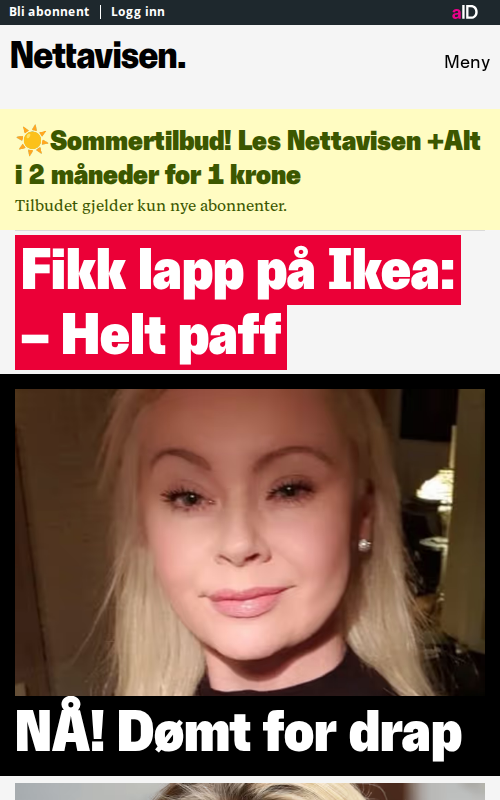 Bli abonnent
Logg inn
aID
Nettavisen.
Meny
☀️Sommertilbud! Les Nettavisen +Alt
i 2 måneder for 1 krone
Tilbudet gjelder kun nye abonnenter.
Fikk lapp på Ikea:
– Helt paff
NÅ! Dømt for drap